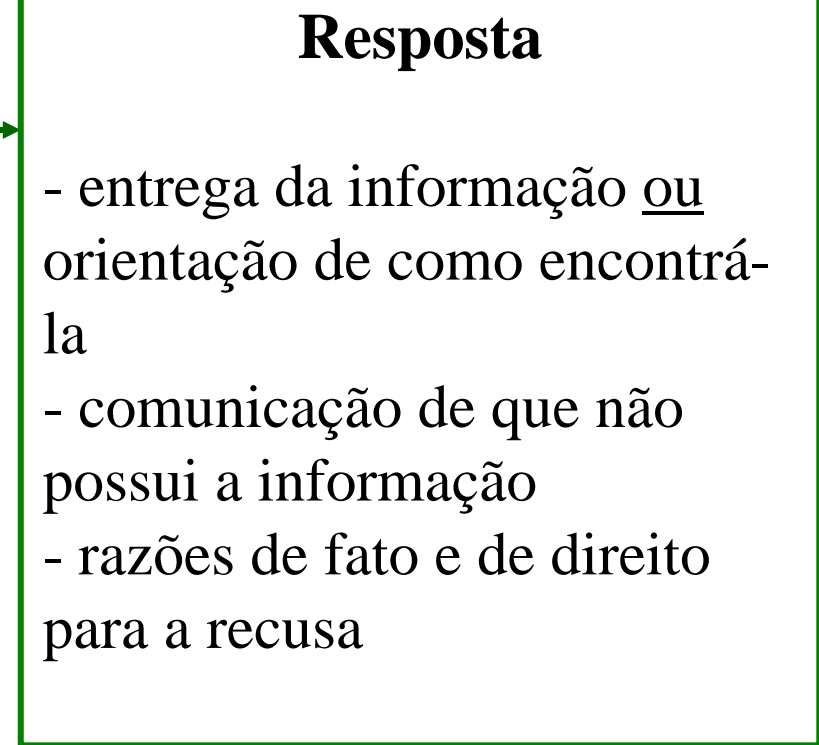 Resposta
- entrega da informação ou
orientação de como encontrá-
la
- comunicação de que não
possui a informação
- razões de fato e de direito
para a recusa